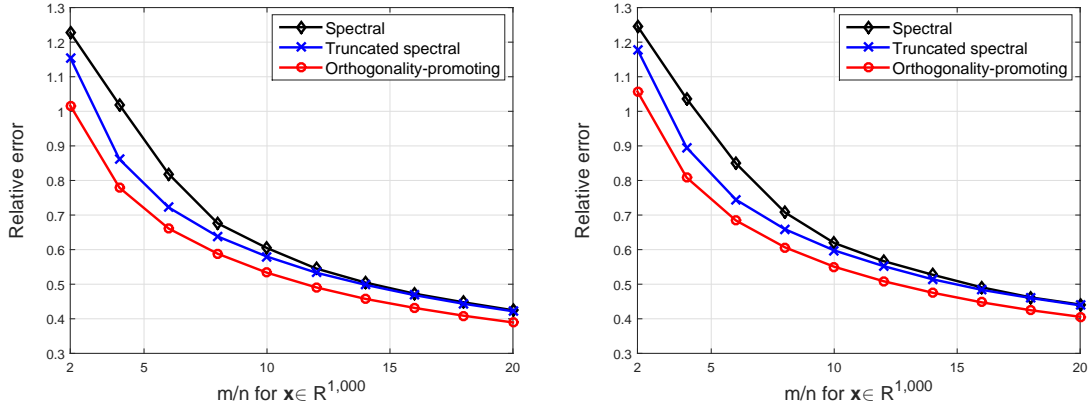 1.3
1.2
1.1
1
0.9
0.8
0.7
0.6
0.5
0.4
0.3
Relative error
Spectral
Truncated spectral
Orthogonality-promoting
2 5 10 15 20
m/n for x∈ R^1,000
1.3
1.2
1.1
1
0.9
0.8
0.7
0.6
0.5
0.4
0.3
Relative error
Spectral
Truncated spectral
Orthogonality-promoting
2 5 10 15 20
m/n for x∈ R^1,000